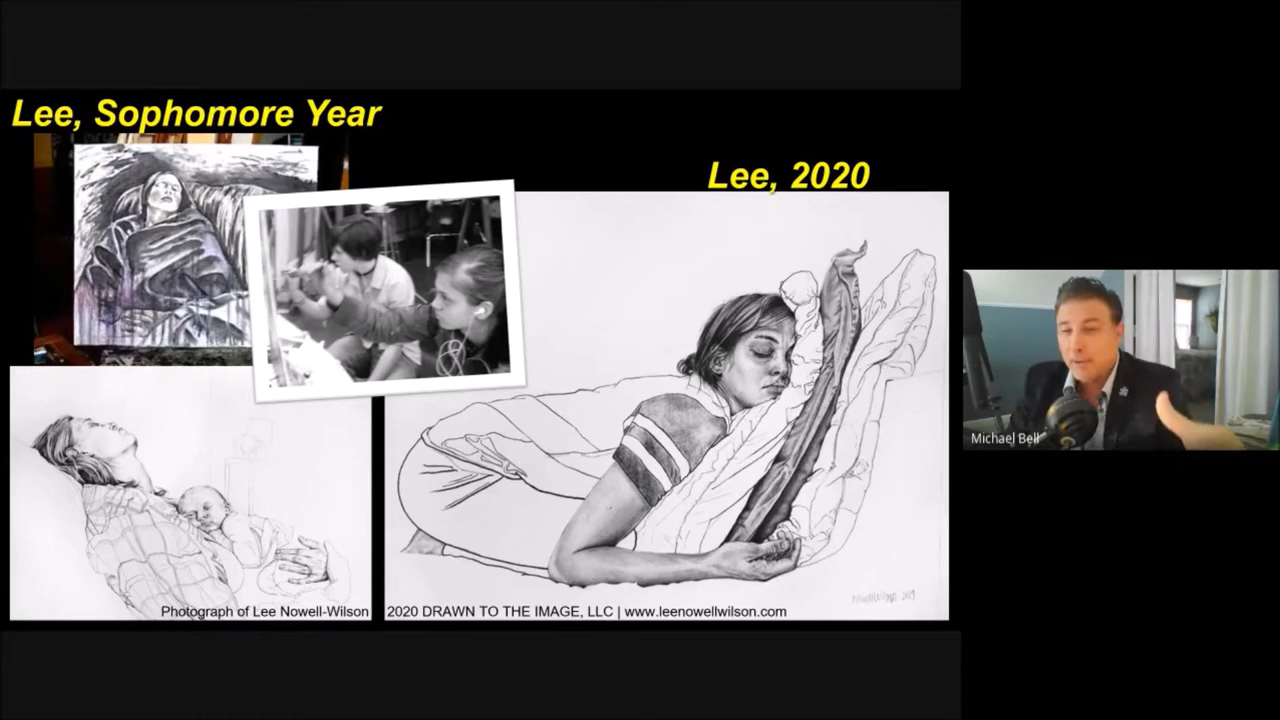 Lee, Sophomore Year
Lee, 2020
Michael Bell
Photograph of Lee Nowell-Wilson
2020 DRAWN TO THE IMAGE, LLC | www.leenowellwilson.com